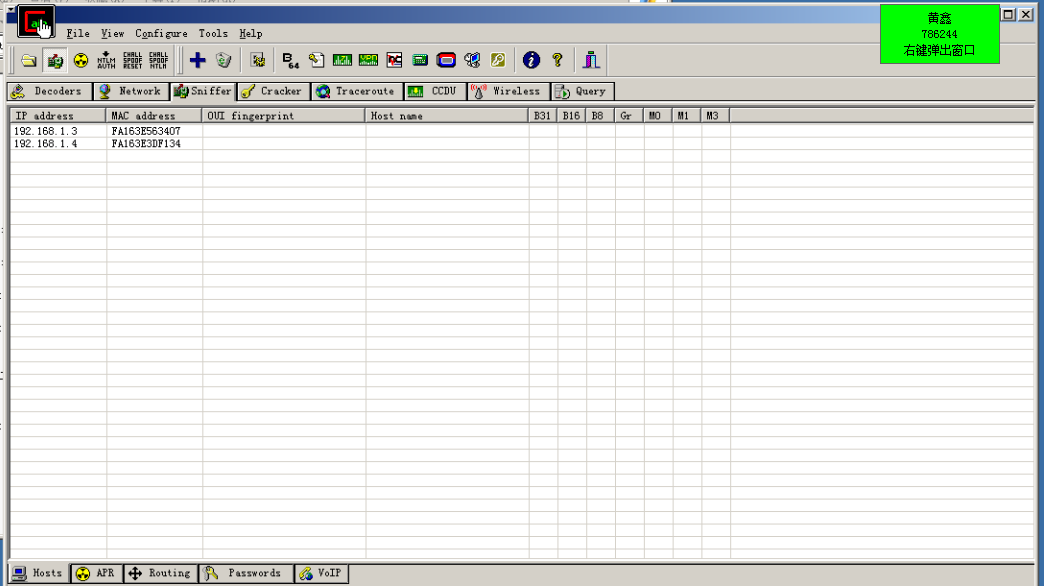 黄鑫
786244
右键弹出窗口
File View Configure Tools Help
NTLM AUTH CHALL SPOOF RESET CHALL SPOOF NTLM B64
Decoders Network Sniffer Cracker Traceroute CCDU Wireless Query
IP address MAC address OUI fingerprint Host name B31 B16 B8 Gr M0 M1 M3
192.168.1.3 FA163E563407
192.168.1.4 FA163E3DF134
Hosts APR Routing Passwords VoIP